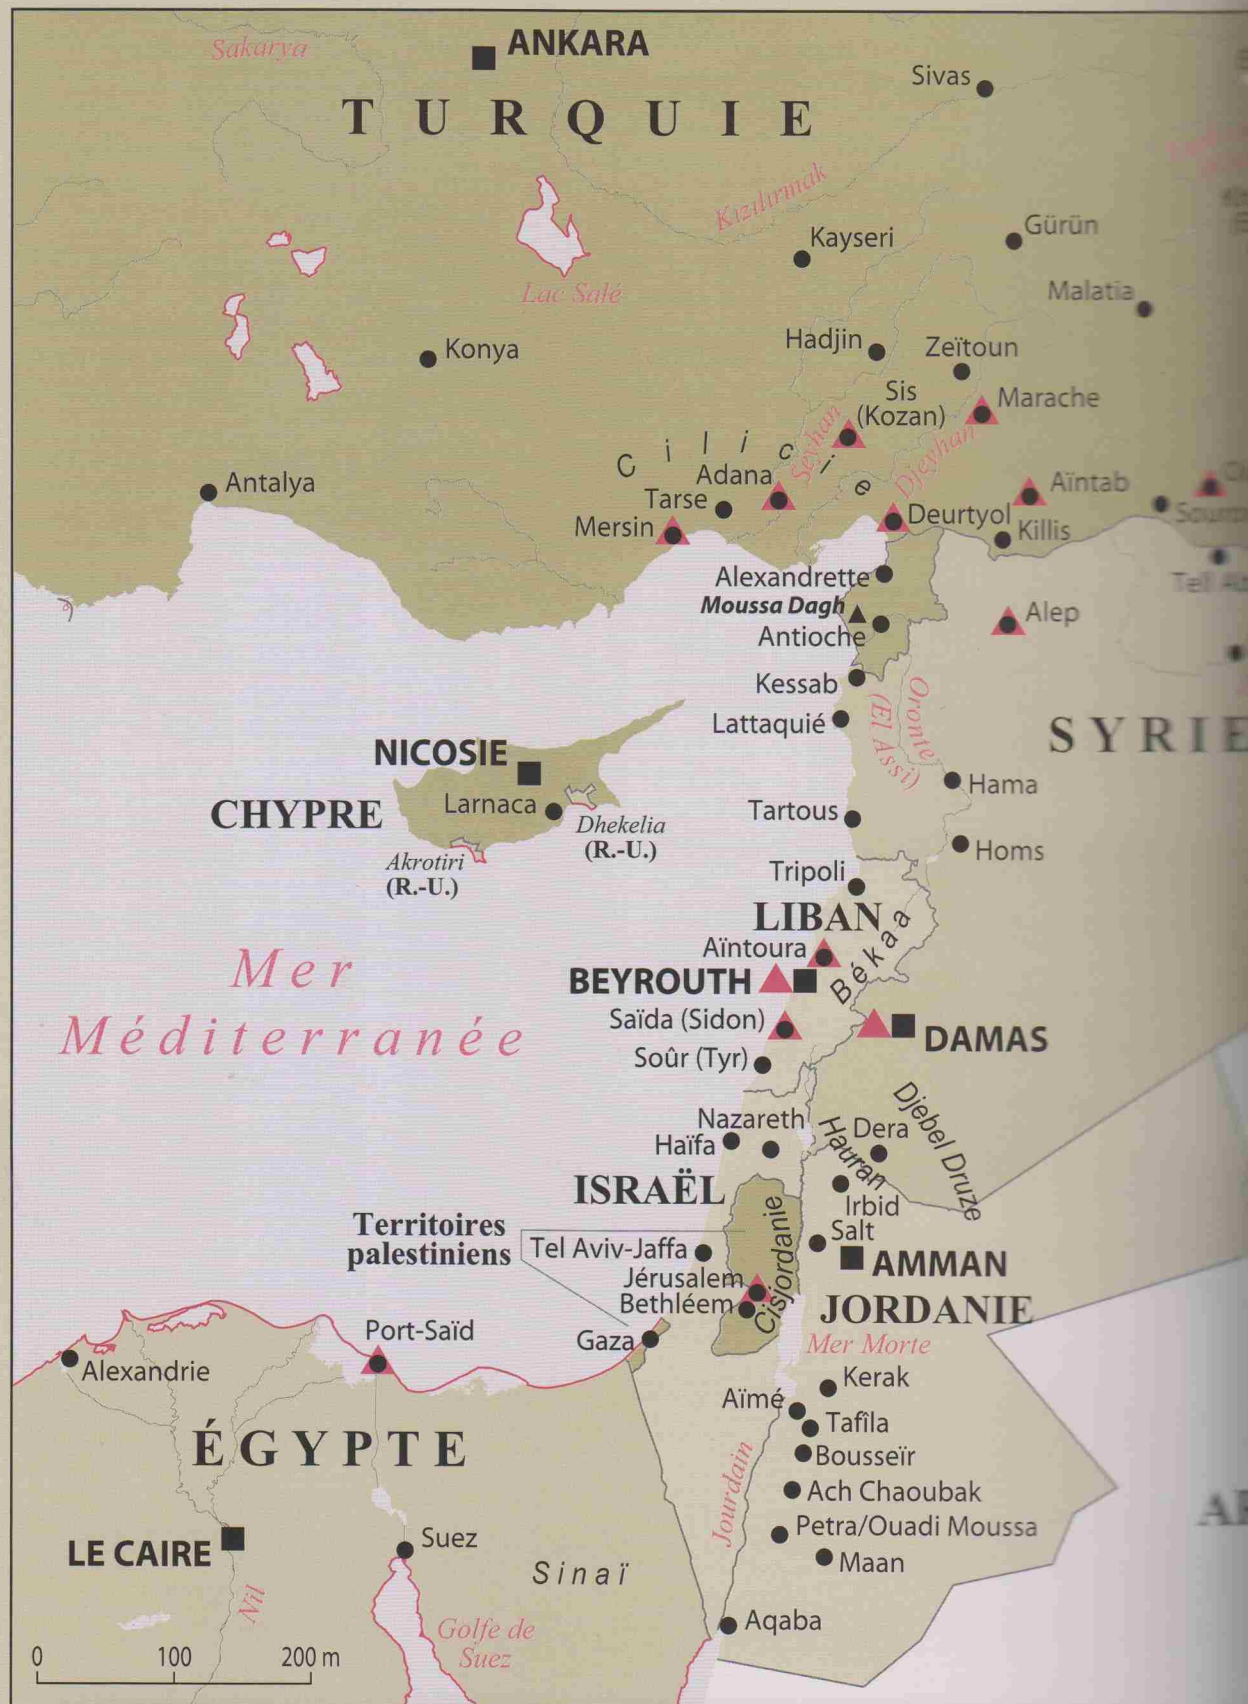 Sakarya
ANKARA
Sivas
TURQUIE
Kızılırmak
Kayseri
Gürün
Lac Salé
Malatia
Hadjin
Zeïtoun
Konya
Sis
(Kozan)
Marache
Seyhan
Djeyhan
Cilicie
Antalya
Adana
Tarse
Mersin
Aïntab
Deurtyol
Killis
Alexandrette
Moussa Dagh
Antioche
Alep
Kessab
Lattaquié
Oronte
(El Assi)
SYRIE
NICOSIE
CHYPRE
Larnaca
Dhekelia
(R.-U.)
Akrotiri
(R.-U.)
Hama
Tartous
Homs
Tripoli
LIBAN
Aïntoura
Békaa
Mer
Méditerranée
BEYROUTH
Saïda (Sidon)
DAMAS
Soûr (Tyr)
Nazareth
Haïfa
Hauran
Dera
Djebel Druze
ISRAËL
Irbid
Territoires
palestiniens
Salt
Tel Aviv-Jaffa
Cisjordanie
AMMAN
Jérusalem
Bethléem
JORDANIE
Mer Morte
Port-Saïd
Gaza
Alexandrie
Kerak
Aïmé
Tafîla
ÉGYPTE
Bousseïr
Jourdain
Ach Chaoubak
Petra/Ouadi Moussa
LE CAIRE
Suez
Sinaï
Maan
Nil
Golfe de
Suez
Aqaba
0 100 200 m